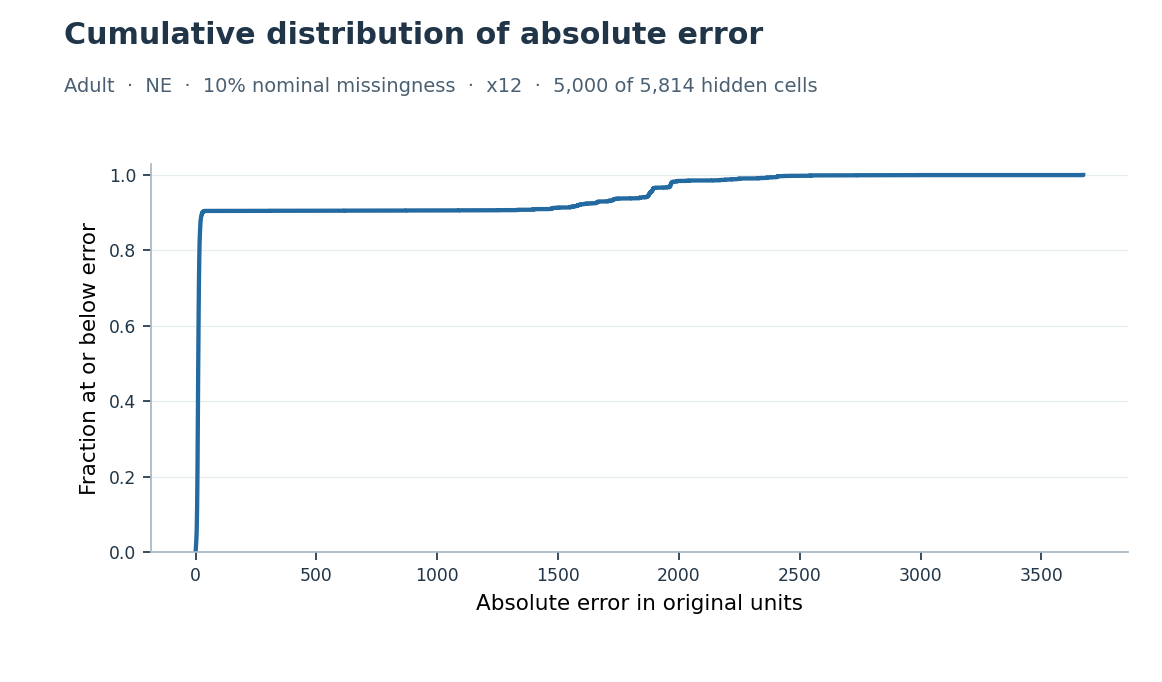 Cumulative distribution of absolute error
Adult · NE · 10% nominal missingness · x12 · 5,000 of 5,814 hidden cells
1.0
0.8
0.6
0.4
0.2
0.0
Fraction at or below error
0 500 1000 1500 2000 2500 3000 3500
Absolute error in original units